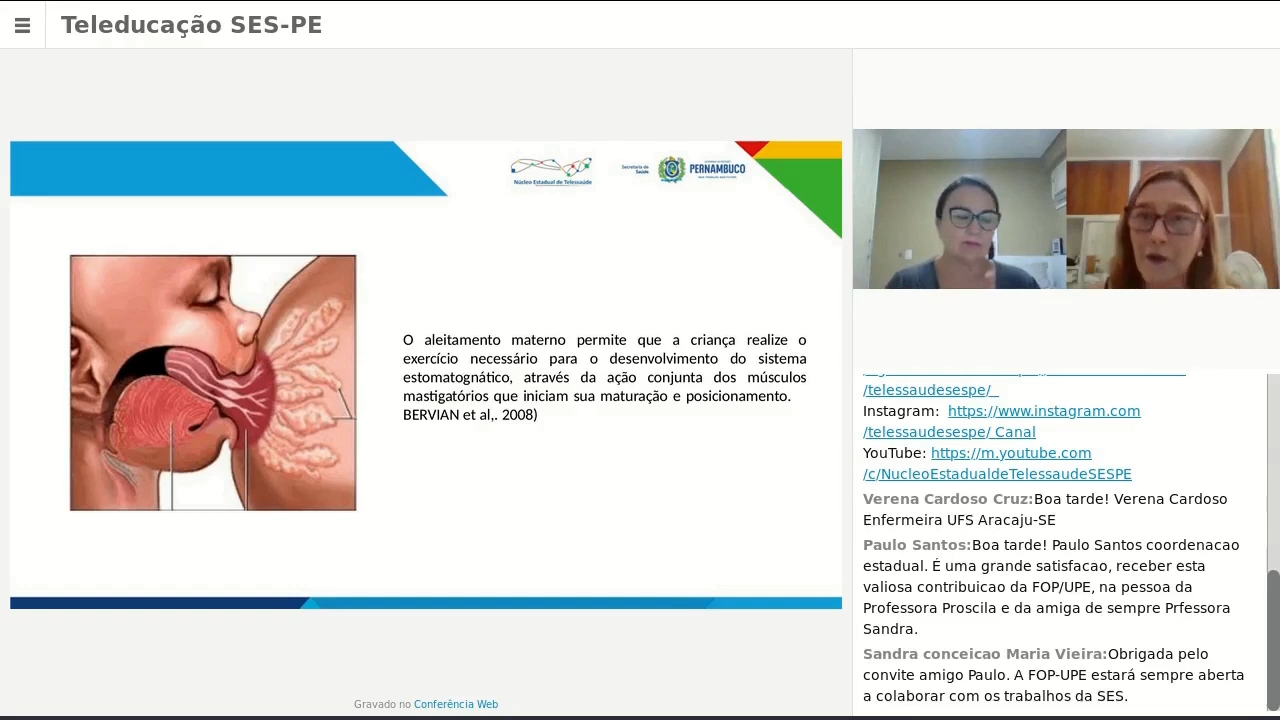 Teleducação SES-PE
Núcleo Estadual de Telessaúde
Secretaria de
Saúde
PERNAMBUCO
O aleitamento materno permite que a criança realize o
exercício necessário para o desenvolvimento do sistema
estomatognático, através da ação conjunta dos músculos
mastigatórios que iniciam sua maturação e posicionamento.
BERVIAN et al,. 2008)
/telessaudesespe/
Instagram: https://www.instagram.com
/telessaudesespe/ Canal
YouTube: https://m.youtube.com
/c/NucleoEstadualdeTelessaudeSESPE
Verena Cardoso Cruz:Boa tarde! Verena Cardoso
Enfermeira UFS Aracaju-SE
Paulo Santos:Boa tarde! Paulo Santos coordenacao
estadual. É uma grande satisfacao, receber esta
valiosa contribuicao da FOP/UPE, na pessoa da
Professora Proscila e da amiga de sempre Prfessora
Sandra.
Sandra conceicao Maria Vieira:Obrigada pelo
convite amigo Paulo. A FOP-UPE estará sempre aberta
a colaborar com os trabalhos da SES.
Gravado no Conferência Web